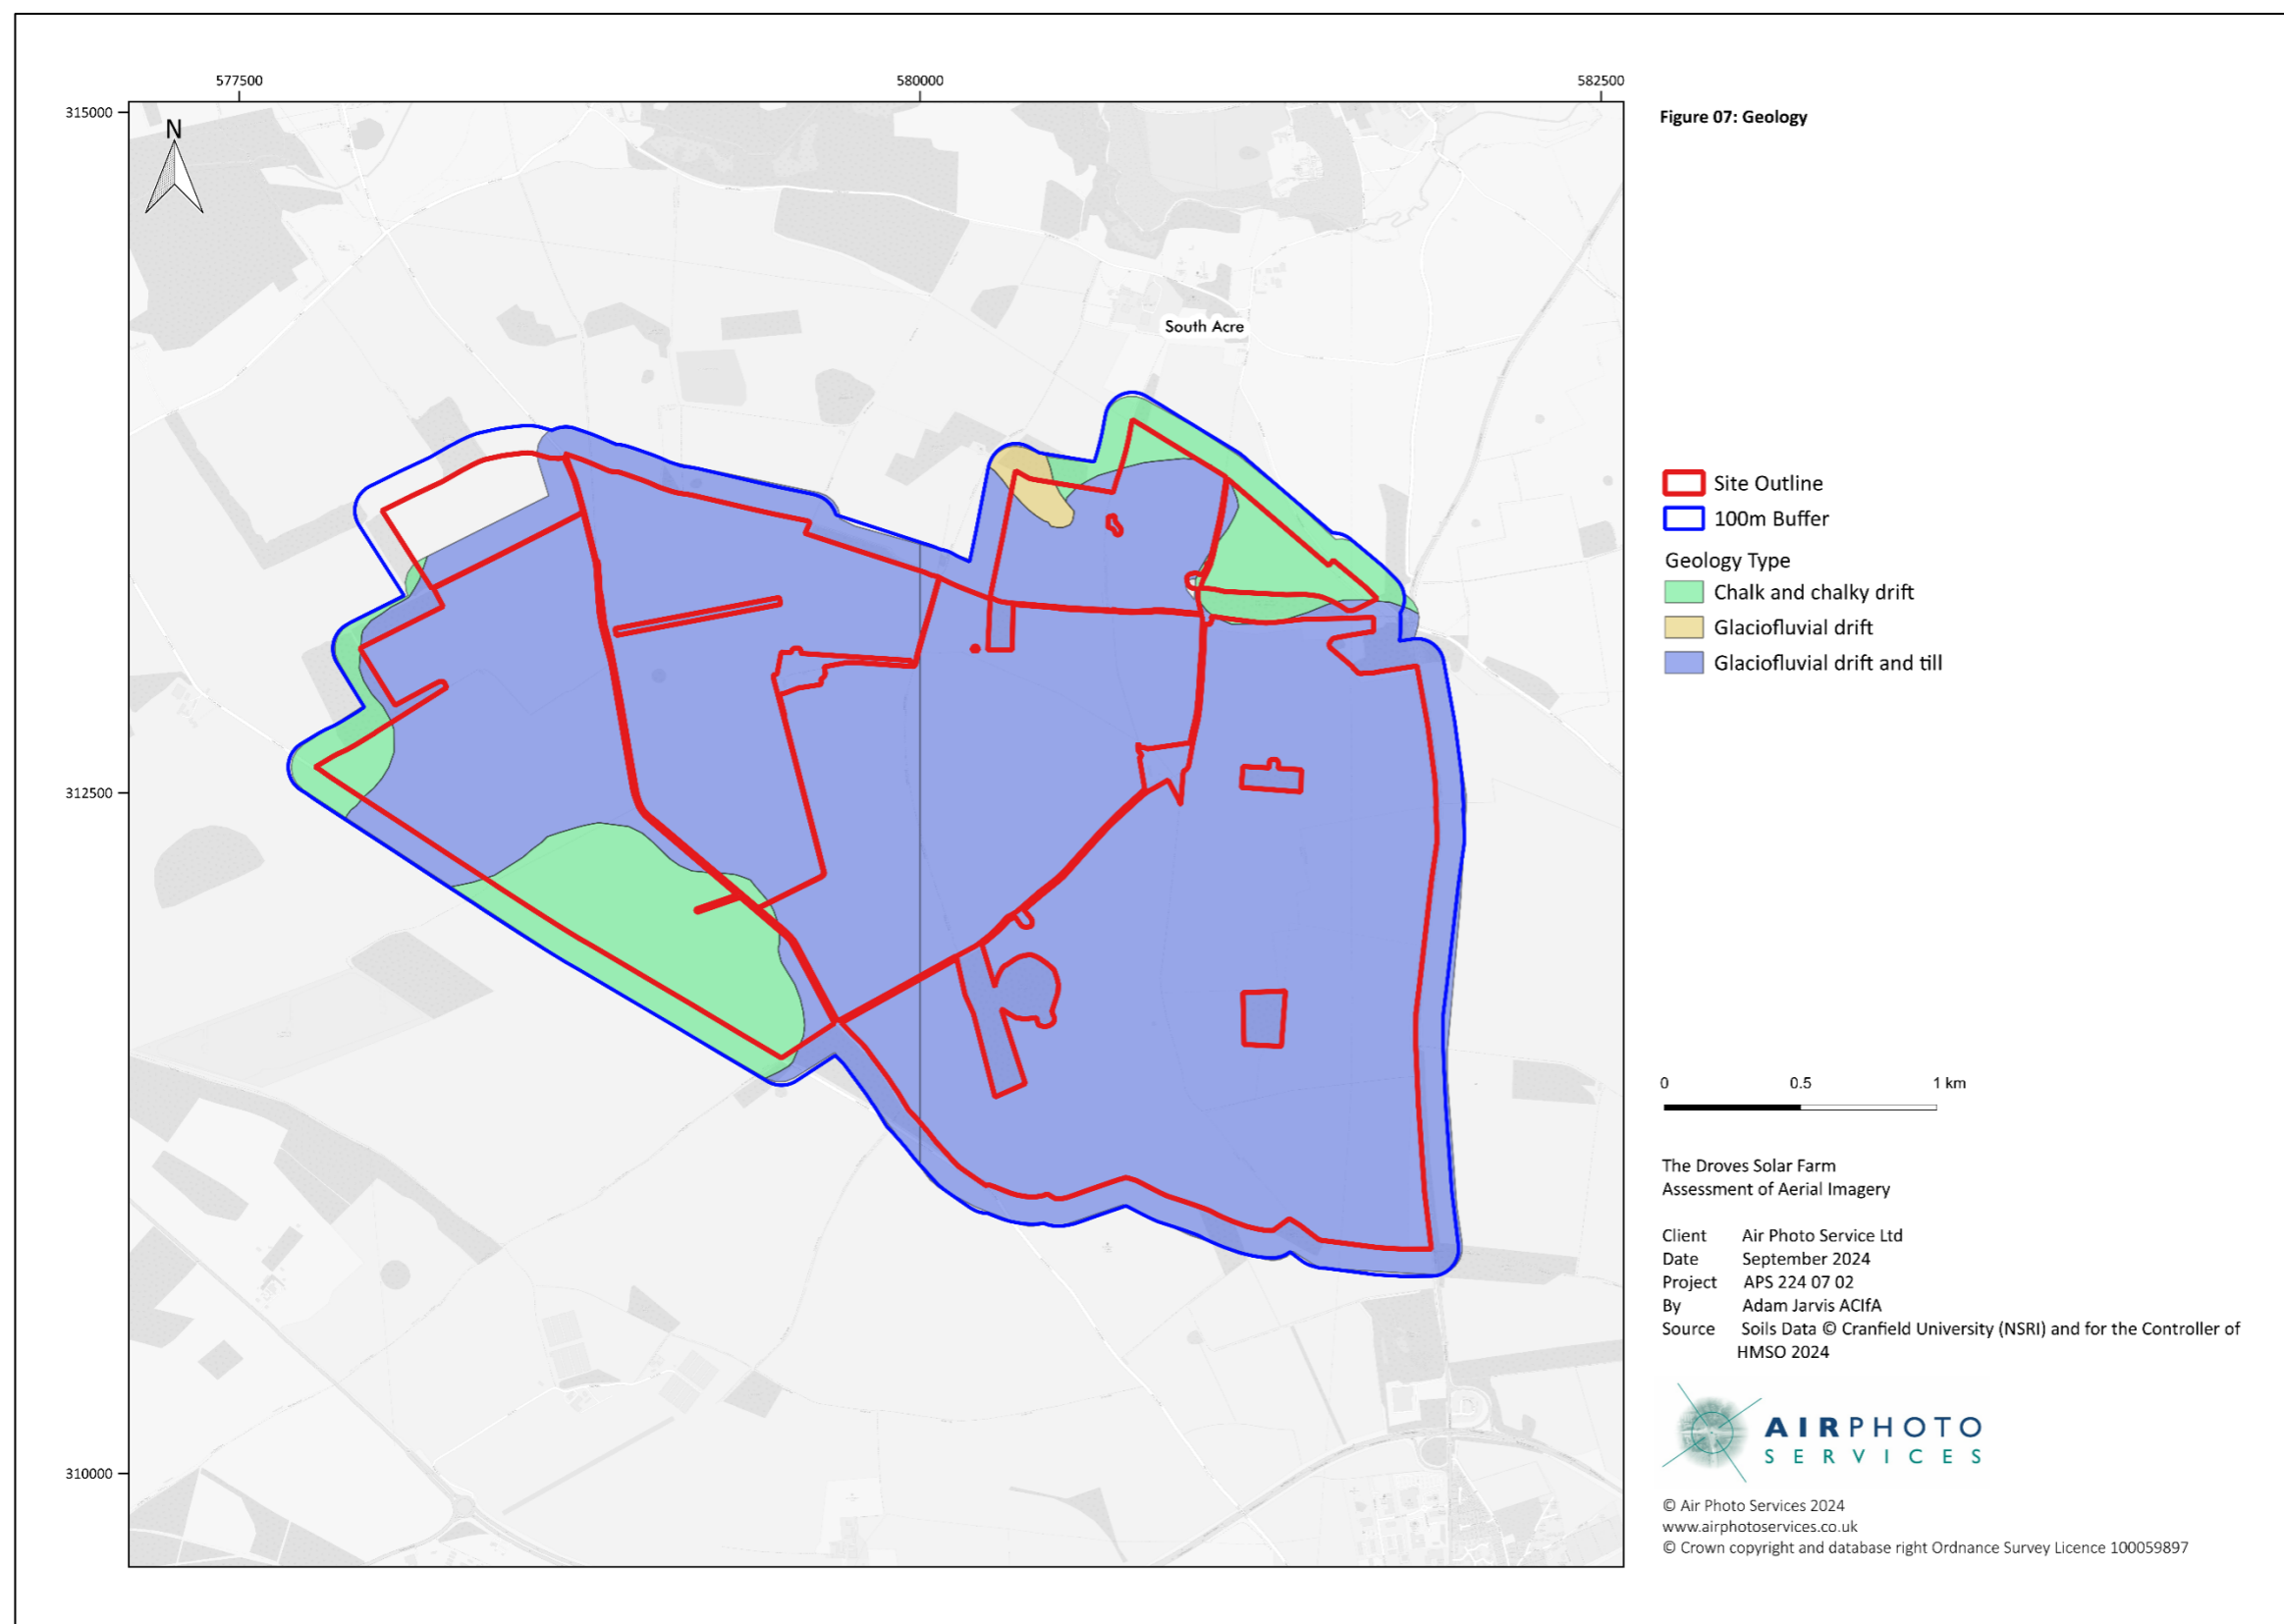 577500
580000
582500
315000
N
Figure 07: Geology
South Acre
Site Outline
100m Buffer
Geology Type
Chalk and chalky drift
Glaciofluvial drift
Glaciofluvial drift and till
312500
0 0.5 1 km
The Droves Solar Farm
Assessment of Aerial Imagery
Client Air Photo Service Ltd
Date September 2024
Project APS 224 07 02
By Adam Jarvis ACIfA
Source Soils Data © Cranfield University (NSRI) and for the Controller of
HMSO 2024
310000
AIRPHOTO
SERVICES
© Air Photo Services 2024
www.airphotoservices.co.uk
© Crown copyright and database right Ordnance Survey Licence 100059897